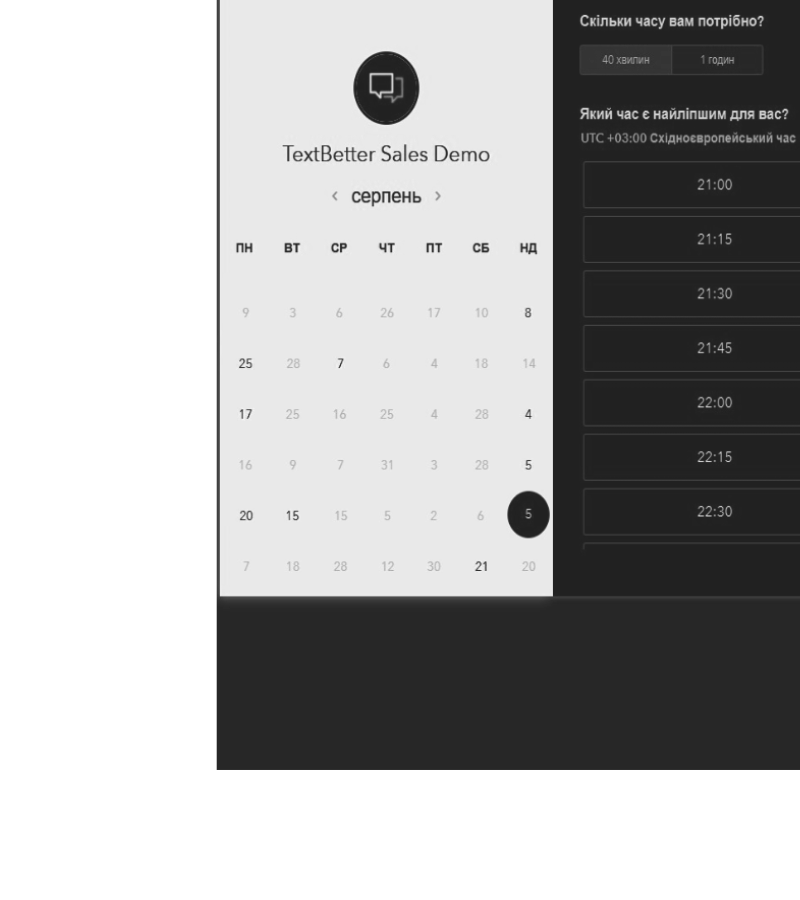 TextBetter Sales Demo
‹ серпень ›
ПН ВТ СР ЧТ ПТ СБ НД
9 3 6 26 17 10 8
25 28 7 6 4 18 14
17 25 16 25 4 28 4
16 9 7 31 3 28 5
20 15 15 5 2 6 5
7 18 28 12 30 21 20
Скільки часу вам потрібно?
40 хвилин 1 годин
Який час є найліпшим для вас?
UTC +03:00 Східноєвропейський час
21:00
21:15
21:30
21:45
22:00
22:15
22:30